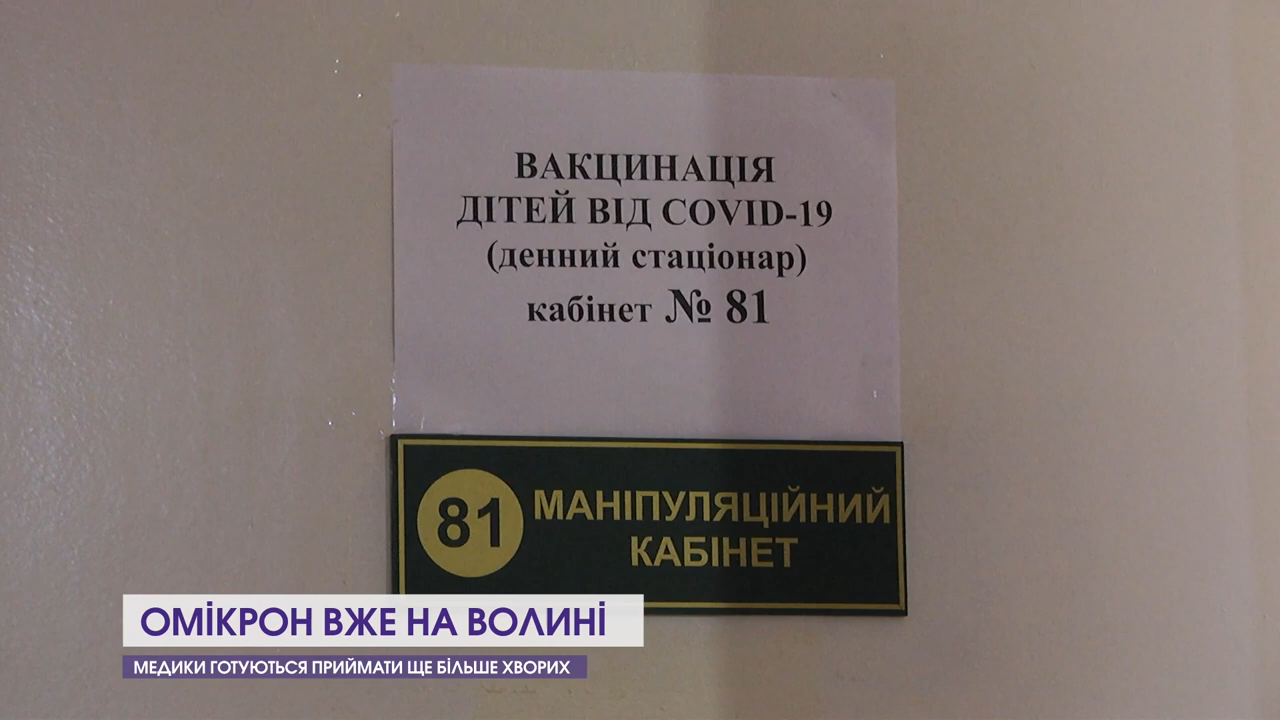 ВАКЦИНАЦІЯ
ДІТЕЙ ВІД COVID-19
(денний стаціонар)
кабінет № 81
81
МАНІПУЛЯЦІЙНИЙ
КАБІНЕТ
ОМІКРОН ВЖЕ НА ВОЛИНІ
МЕДИКИ ГОТУЮТЬСЯ ПРИЙМАТИ ЩЕ БІЛЬШЕ ХВОРИХ